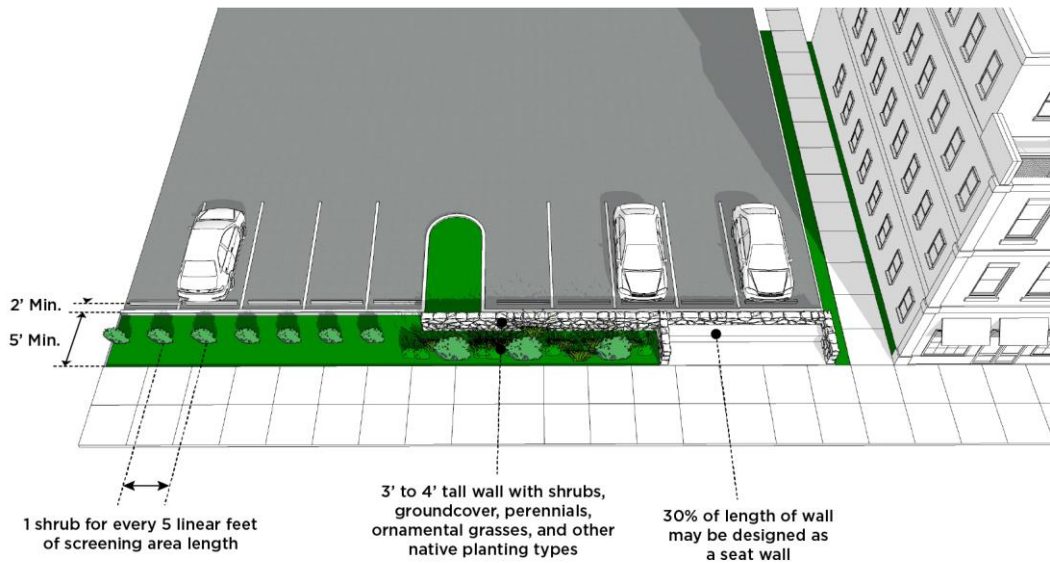 2’ Min.
5’ Min.
1 shrub for every 5 linear feet
of screening area length
3’ to 4’ tall wall with shrubs,
groundcover, perennials,
ornamental grasses, and other
native planting types
30% of length of wall
may be designed as
a seat wall